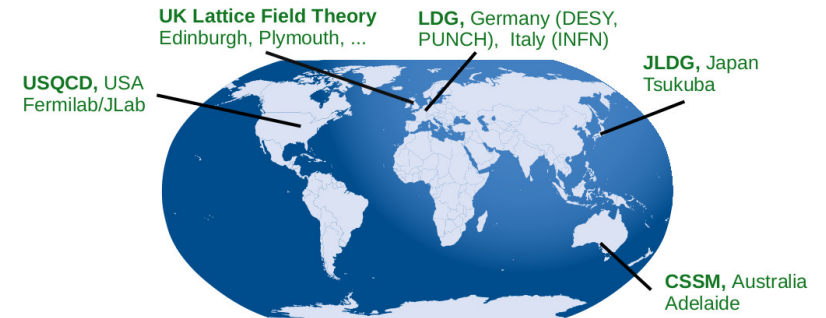 UK Lattice Field Theory
Edinburgh, Plymouth, ...
LDG, Germany (DESY,
PUNCH), Italy (INFN)
JLDG, Japan
Tsukuba
USQCD, USA
Fermilab/JLab
CSSM, Australia
Adelaide